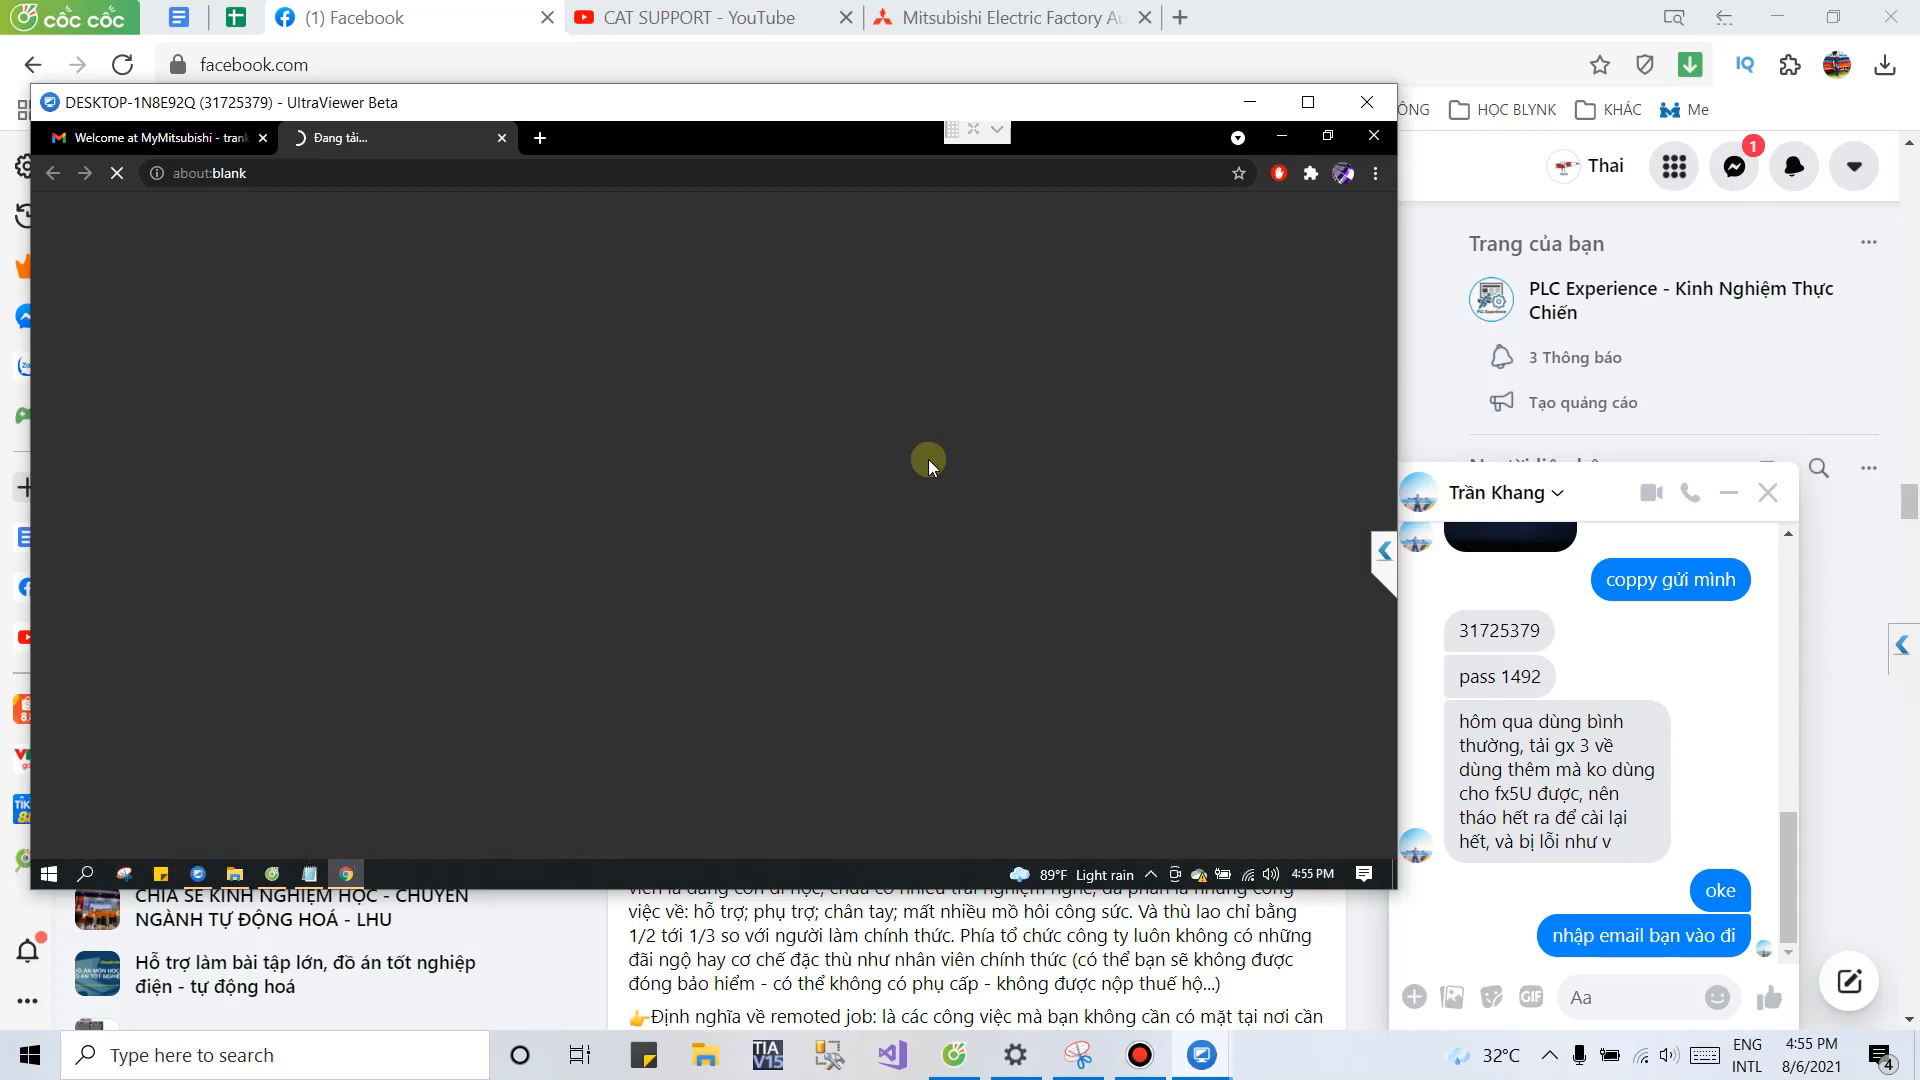 cốc cốc
(1) Facebook
CAT SUPPORT - YouTube
Mitsubishi Electric Factory Au
facebook.com
IQ
ÔNG
HỌC BLYNK
KHÁC
Me
DESKTOP-1N8E92Q (31725379) - UltraViewer Beta
Welcome at MyMitsubishi - trank
Đang tải...
about:blank
Thai
1
Trang của bạn
PLC Experience - Kinh Nghiệm Thực
Chiến
3 Thông báo
Tạo quảng cáo
Trần Khang
coppy gửi mình
31725379
pass 1492
hôm qua dùng bình
thường, tải gx 3 về
dùng thêm mà ko dùng
cho fx5U được, nên
tháo hết ra để cài lại
hết, và bị lỗi như v
oke
nhập email bạn vào đi
GIF
Aa
89°F Light rain
4:55 PM
CHIA SẺ KINH NGHIỆM HỌC - CHUYÊN
NGÀNH TỰ ĐỘNG HOÁ - LHU
Hỗ trợ làm bài tập lớn, đồ án tốt nghiệp
điện - tự động hoá
việc về: hỗ trợ; phụ trợ; chân tay; mất nhiều mồ hôi công sức. Và thù lao chỉ bằng
1/2 tới 1/3 so với người làm chính thức. Phía tổ chức công ty luôn không có những
đãi ngộ hay cơ chế đặc thù như nhân viên chính thức (có thể bạn sẽ không được
đóng bảo hiểm - có thể không có phụ cấp - không được nộp thuế hộ...)
👉Định nghĩa về remoted job: là các công việc mà bạn không cần có mặt tại nơi cần
Type here to search
TIA
V15
32°C
ENG
INTL
4:55 PM
8/6/2021
4